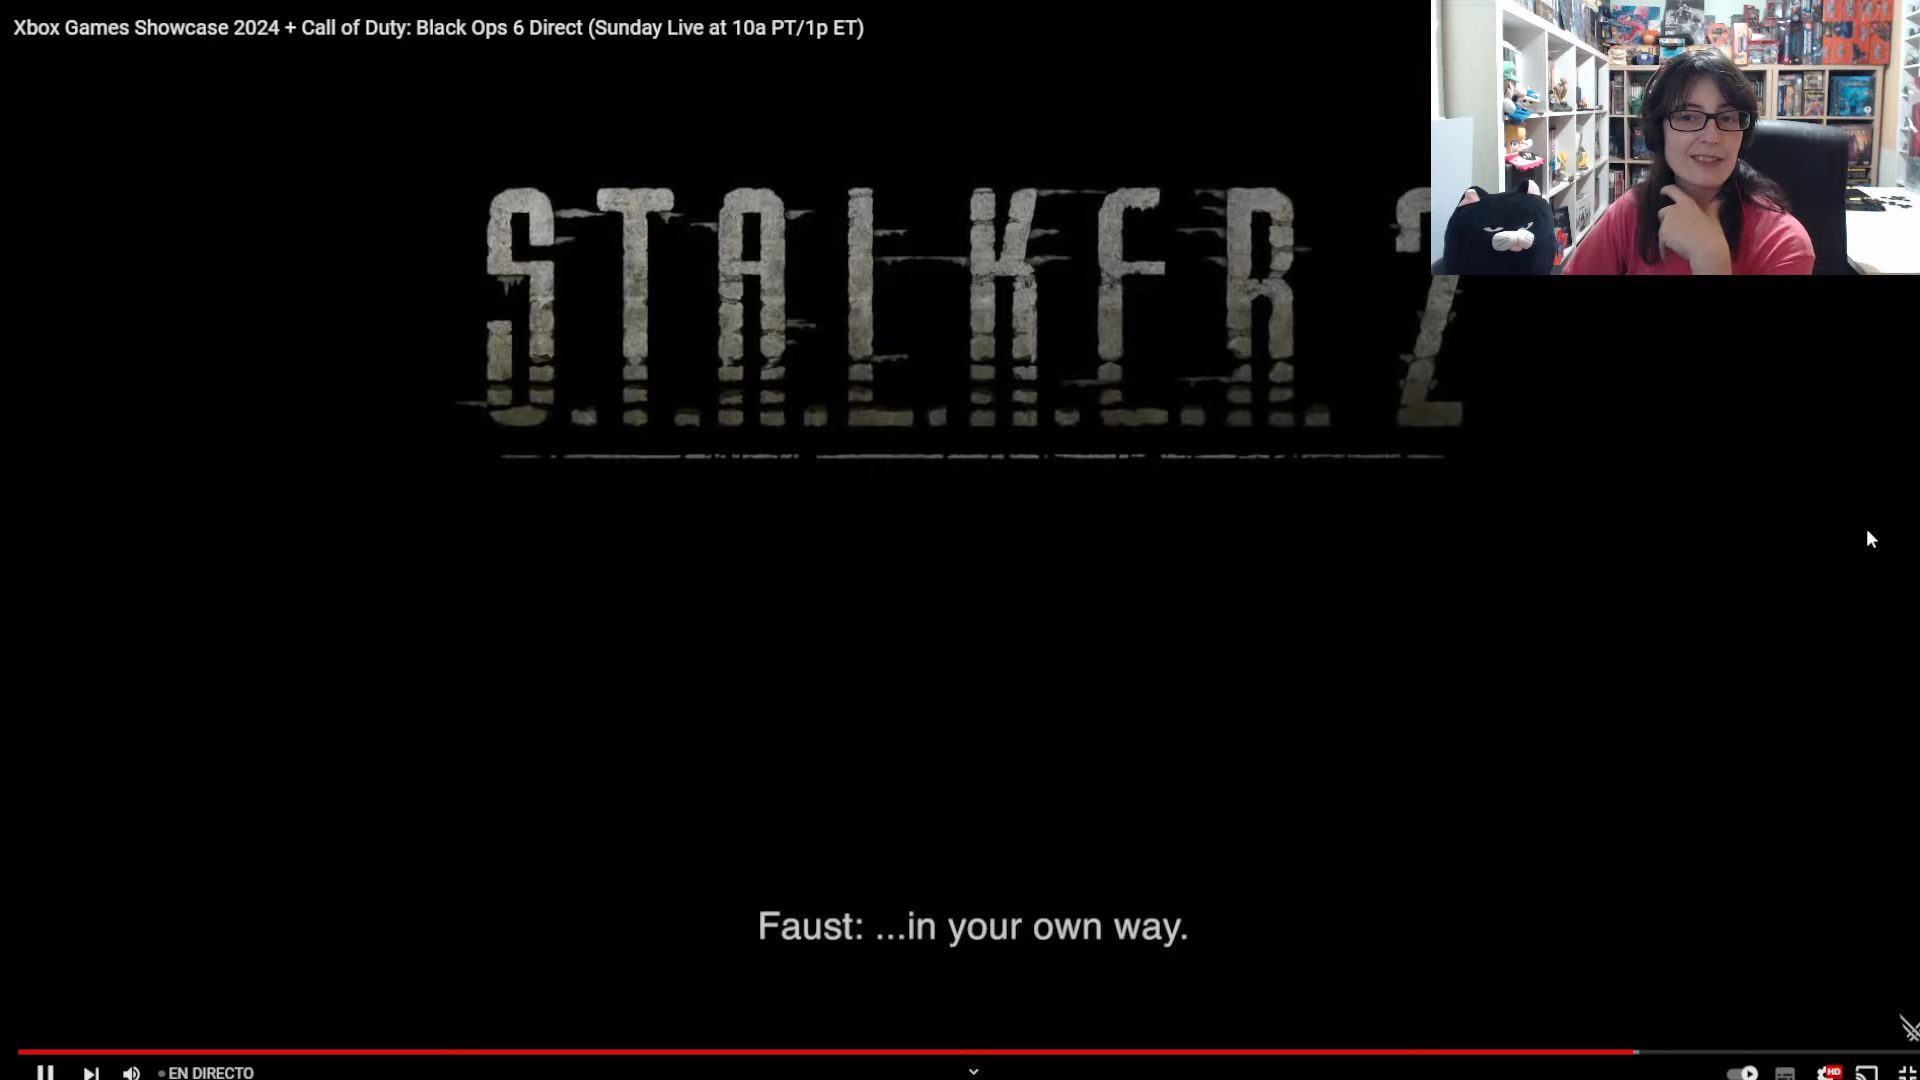 Xbox Games Showcase 2024 + Call of Duty: Black Ops 6 Direct (Sunday Live at 10a PT/1p ET)
S.T.A.L.K.E.R. 2
Faust: ...in your own way.
EN DIRECTO
HD